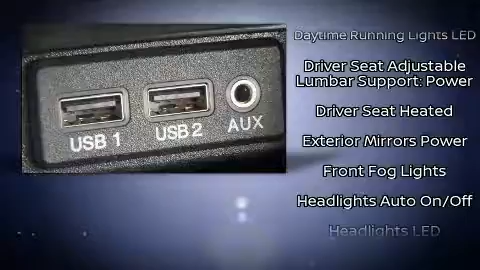 Daytime Running Lights LED
Driver Seat Adjustable
Lumbar Support: Power
Driver Seat Heated
Exterior Mirrors Power
Front Fog Lights
Headlights Auto On/Off
Headlights LED
USB 1
USB 2
AUX